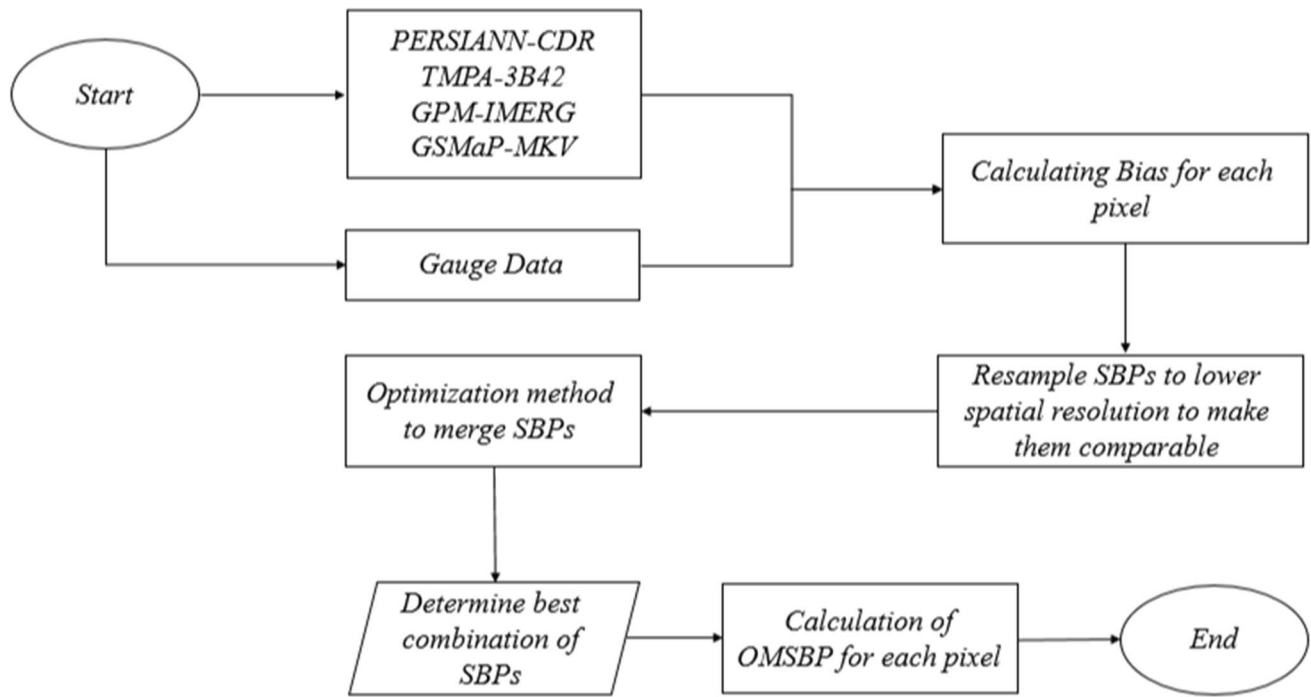 Start
PERSIANN-CDR
TMPA-3B42
GPM-IMERG
GSMaP-MKV
Gauge Data
Calculating Bias for each
pixel
Resample SBPs to lower
spatial resolution to make
them comparable
Optimization method
to merge SBPs
Determine best
combination of
SBPs
Calculation of
OMSBP for each pixel
End